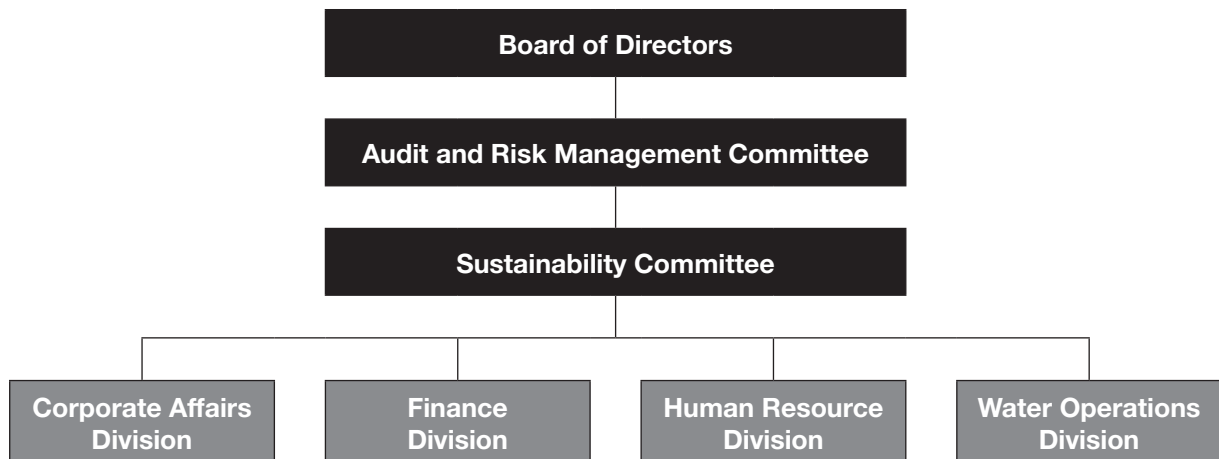 Board of Directors
Audit and Risk Management Committee
Sustainability Committee
Corporate Affairs
Division
Finance
Division
Human Resource
Division
Water Operations
Division